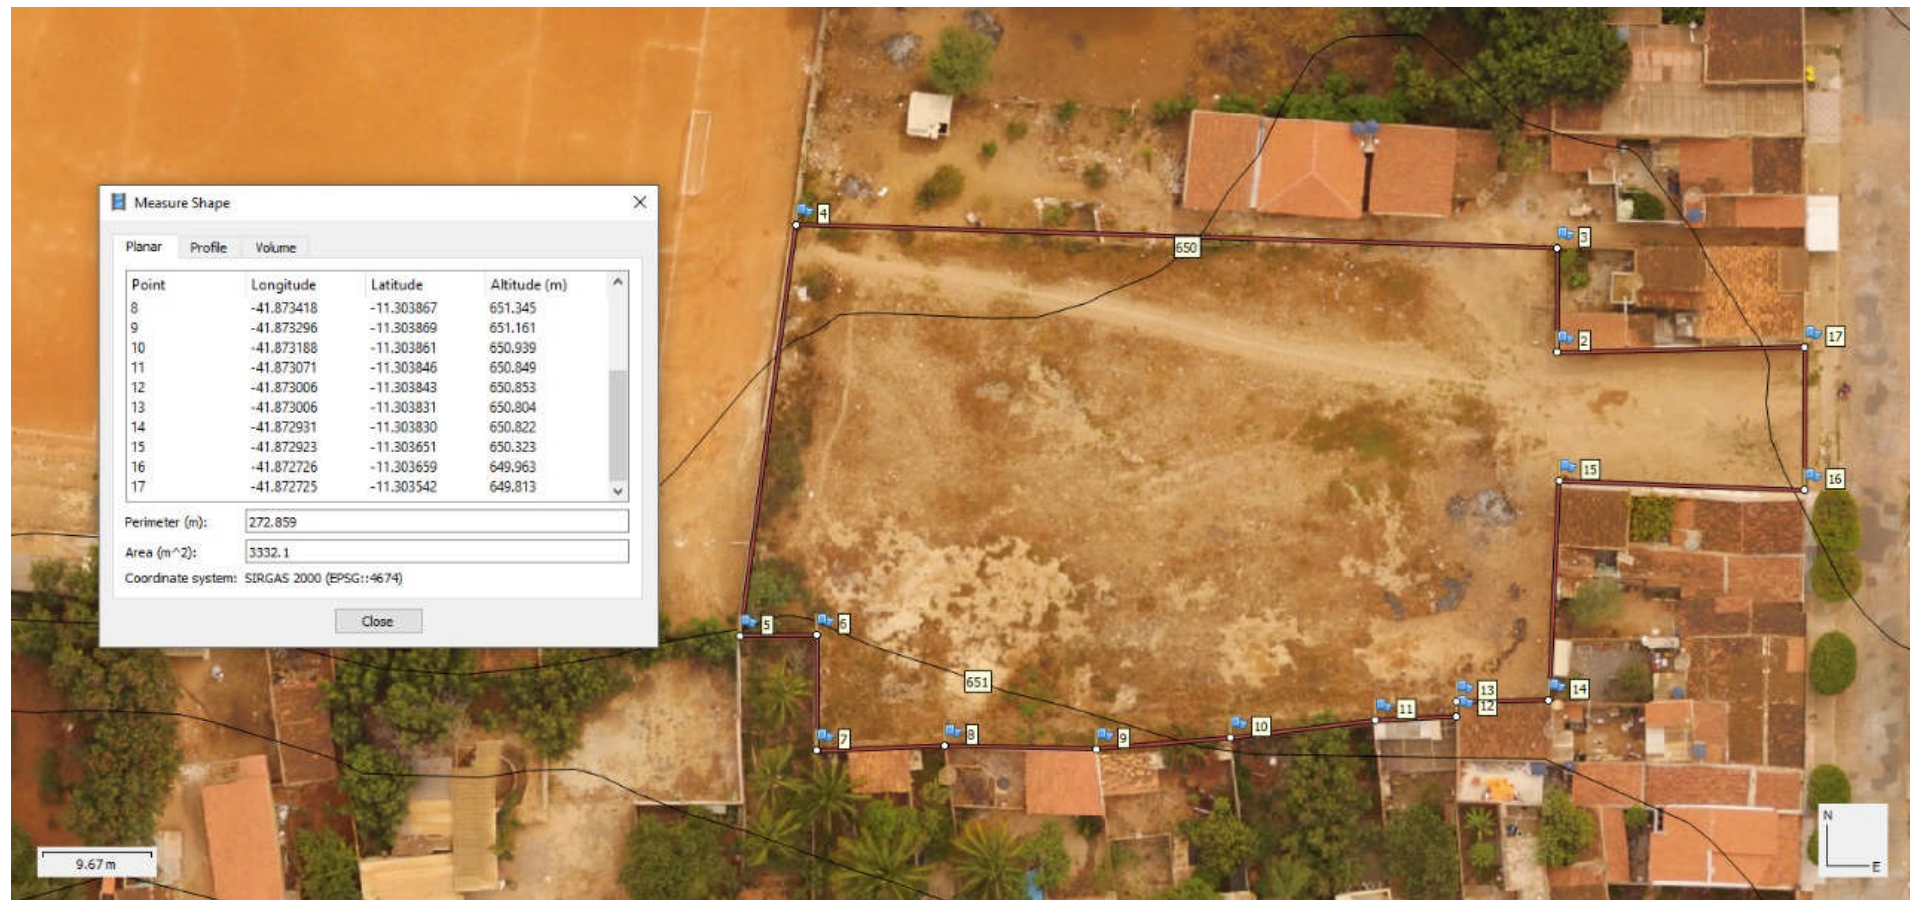 Measure Shape
Planar Profile Volume
Point Longitude Latitude Altitude (m)
8 -41.873418 -11.303867 651.345
9 -41.873296 -11.303869 651.161
10 -41.873188 -11.303861 650.939
11 -41.873071 -11.303846 650.849
12 -41.873006 -11.303843 650.853
13 -41.873006 -11.303831 650.804
14 -41.872931 -11.303830 650.822
15 -41.872923 -11.303651 650.323
16 -41.872726 -11.303659 649.963
17 -41.872725 -11.303542 649.813
Perimeter (m): 272.859
Area (m^2): 3332.1
Coordinate system: SIRGAS 2000 (EPSG::4674)
Close
4
3
650
2
17
15
16
5
6
651
14
13
12
11
10
9
8
7
9.67 m
N
E